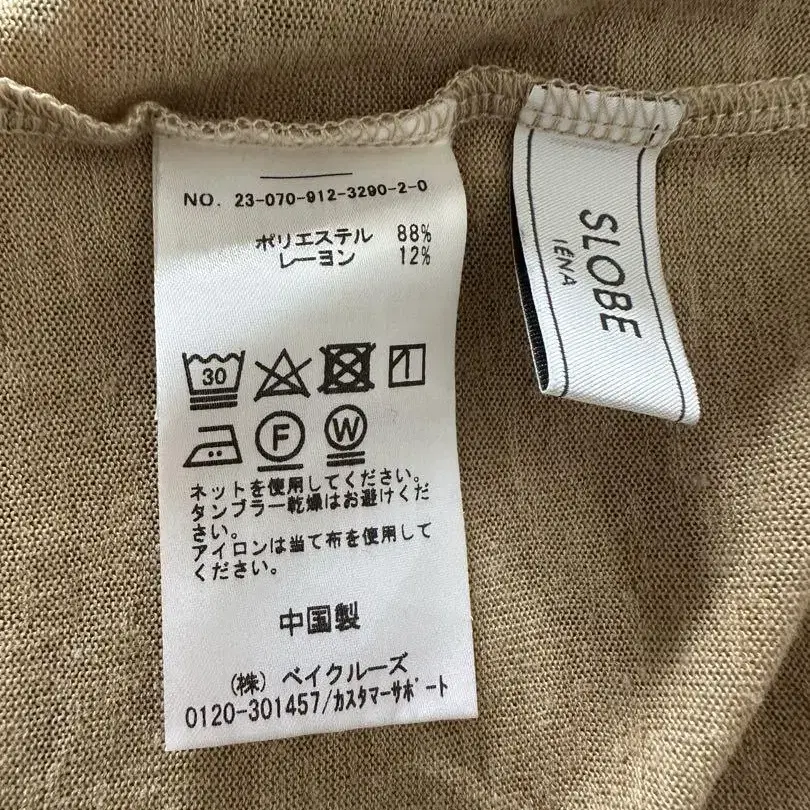 NO. 23-070-912-3290-2-0
ポリエステル 88%
レーヨン 12%
30
F W
ネットを使用してください。
タンブラー乾燥はお避けくだ
さい。
アイロンは当て布を使用して
ください。
中国製
(株) ベイクルーズ
0120-301457/カスタマーサポート
SLOBE
IÉNA